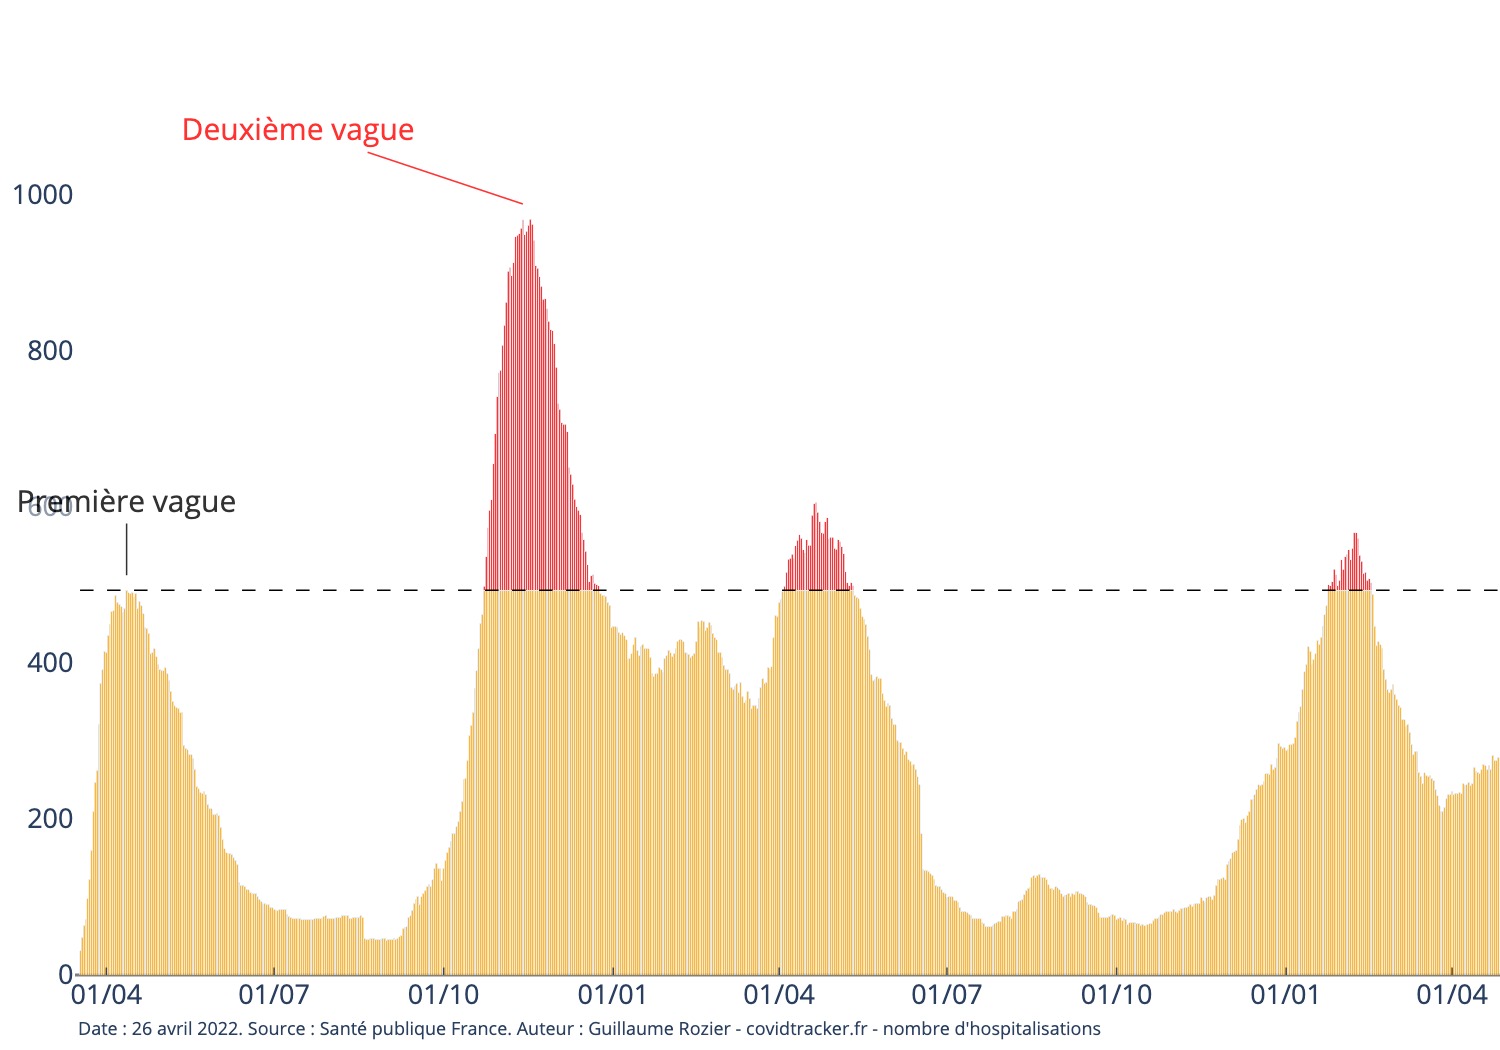 Deuxième vague
1000
800
600
Première vague
400
200
0
01/04 01/07 01/10 01/01 01/04 01/07 01/10 01/01 01/04
Date : 26 avril 2022. Source : Santé publique France. Auteur : Guillaume Rozier - covidtracker.fr - nombre d'hospitalisations